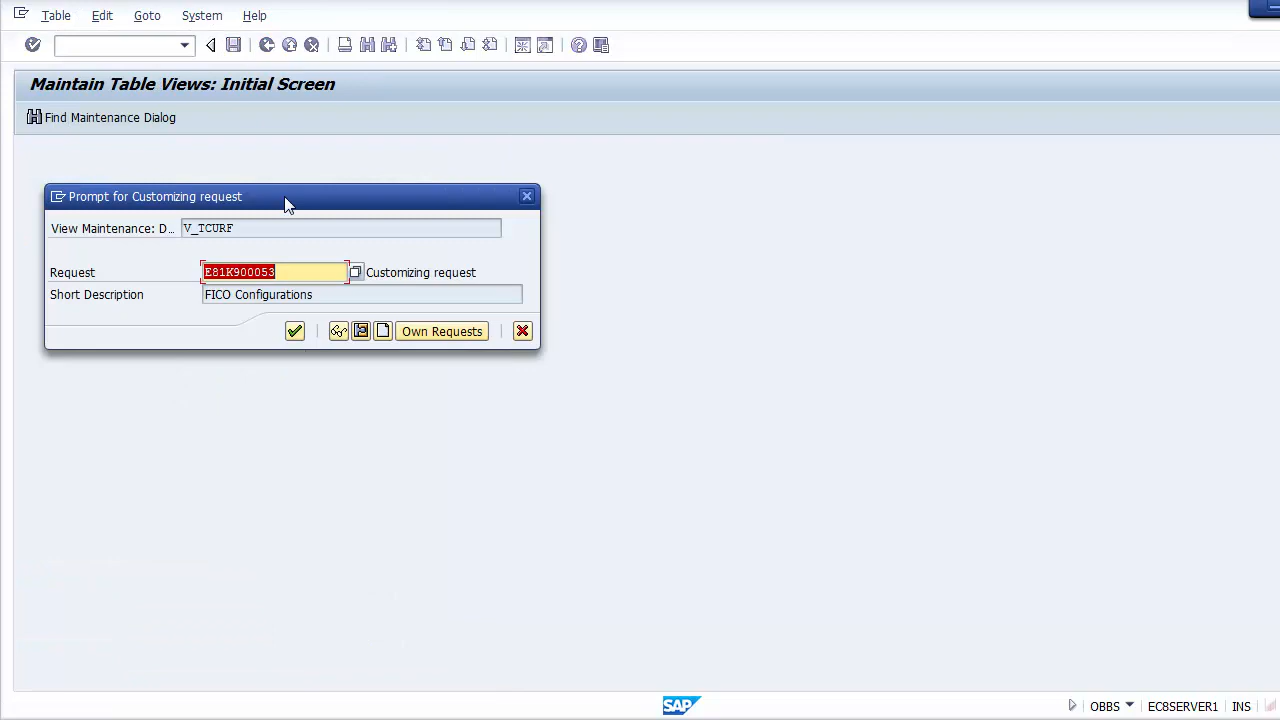 Table Edit Goto System Help
Maintain Table Views: Initial Screen
Find Maintenance Dialog
Prompt for Customizing request
View Maintenance: D... V_TCURF
Request E81K900053 Customizing request
Short Description FICO Configurations
Own Requests
SAP OBBS EC8SERVER1 INS